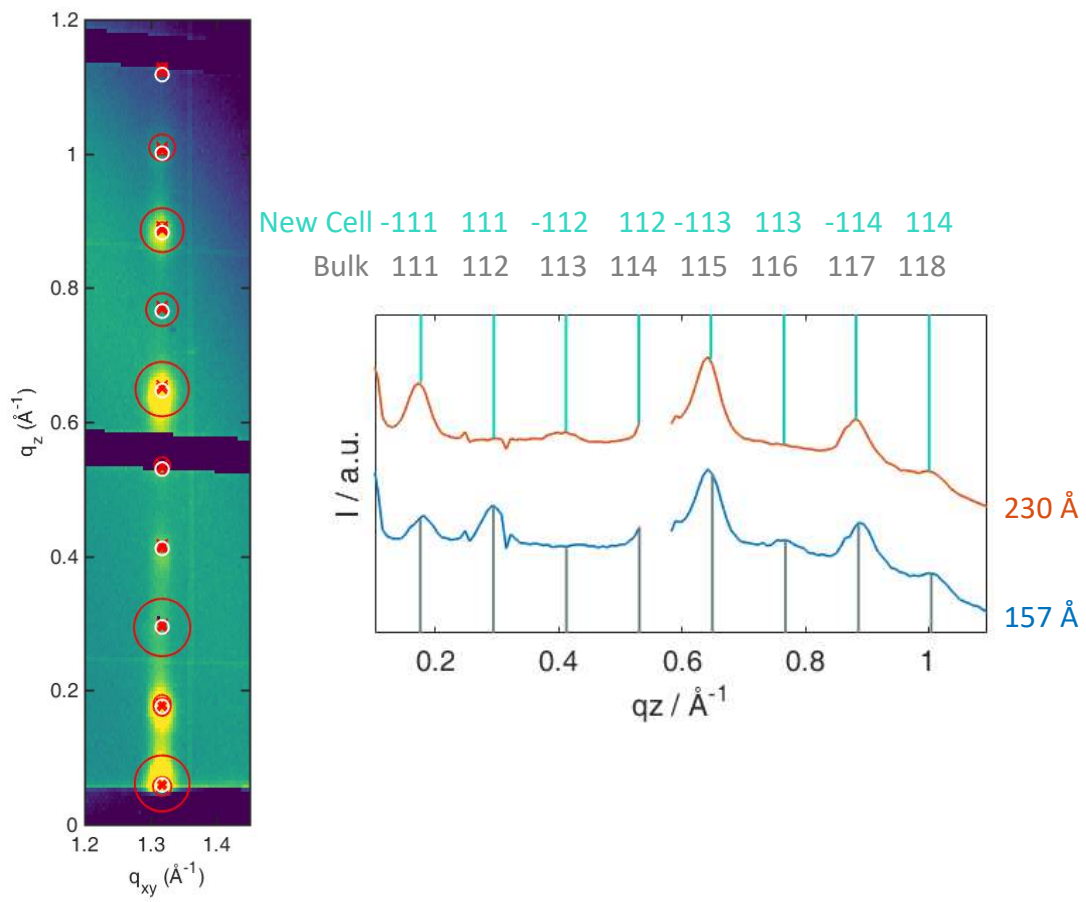 1.2
1
0.8
0.6
0.4
0.2
0
1.2 1.3 1.4
q_z (Å⁻¹)
q_xy (Å⁻¹)
New Cell -111 111 -112 112 -113 113 -114 114
Bulk 111 112 113 114 115 116 117 118
I / a.u.
230 Å
157 Å
0.2 0.4 0.6 0.8 1
qz / Å⁻¹